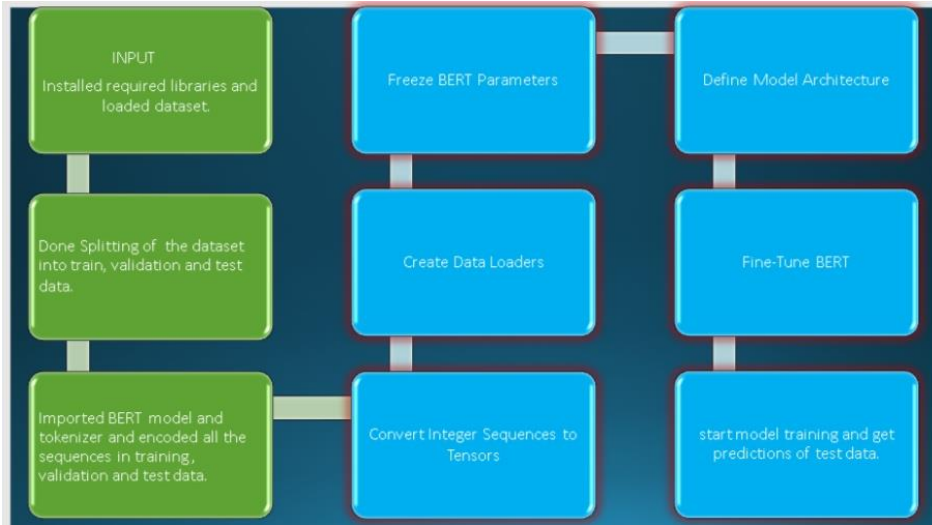 INPUT
Installed required libraries and
loaded dataset.
Done Splitting of the dataset
into train, validation and test
data.
Imported BERT model and
tokenizer and encoded all the
sequences in training,
validation and test data.
Convert Integer Sequences to
Tensors
Create Data Loaders
Freeze BERT Parameters
Define Model Architecture
Fine-Tune BERT
start model training and get
predictions of test data.